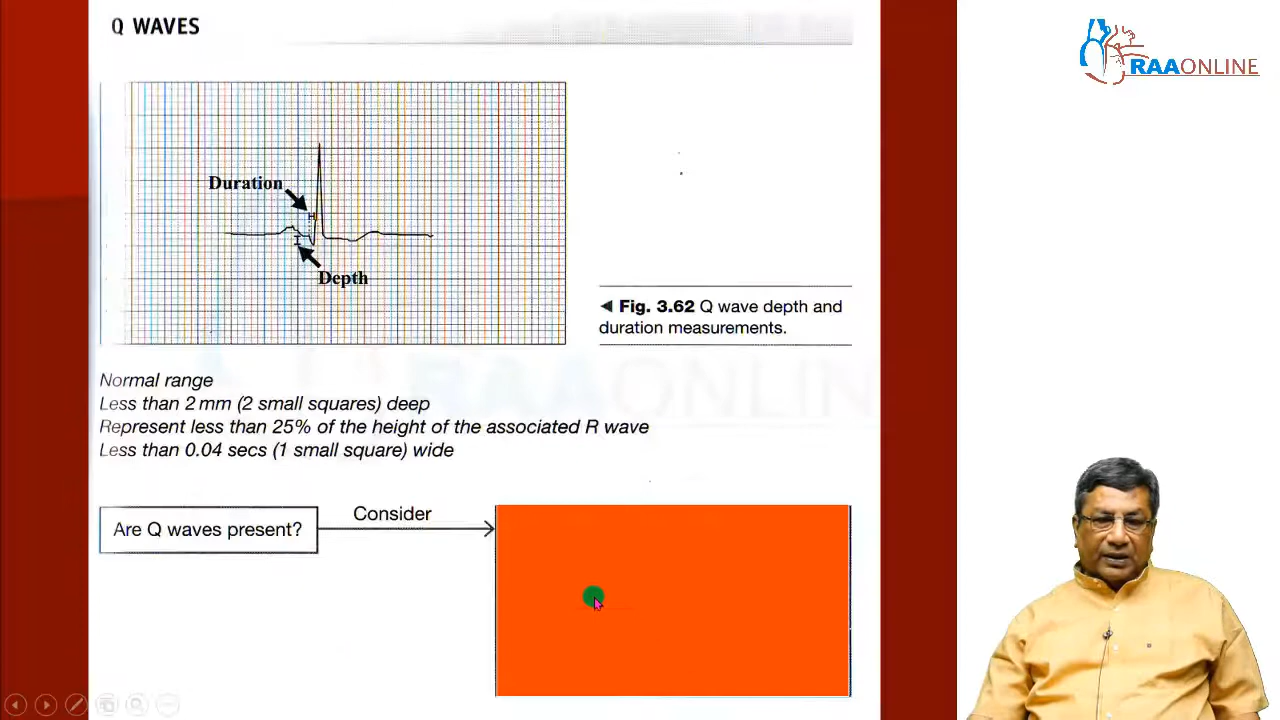 Q WAVES
RAAONLINE
Duration
Depth
◄ Fig. 3.62 Q wave depth and
duration measurements.
RAAONLINE
Normal range
Less than 2 mm (2 small squares) deep
Represent less than 25% of the height of the associated R wave
Less than 0.04 secs (1 small square) wide
Are Q waves present?
Consider